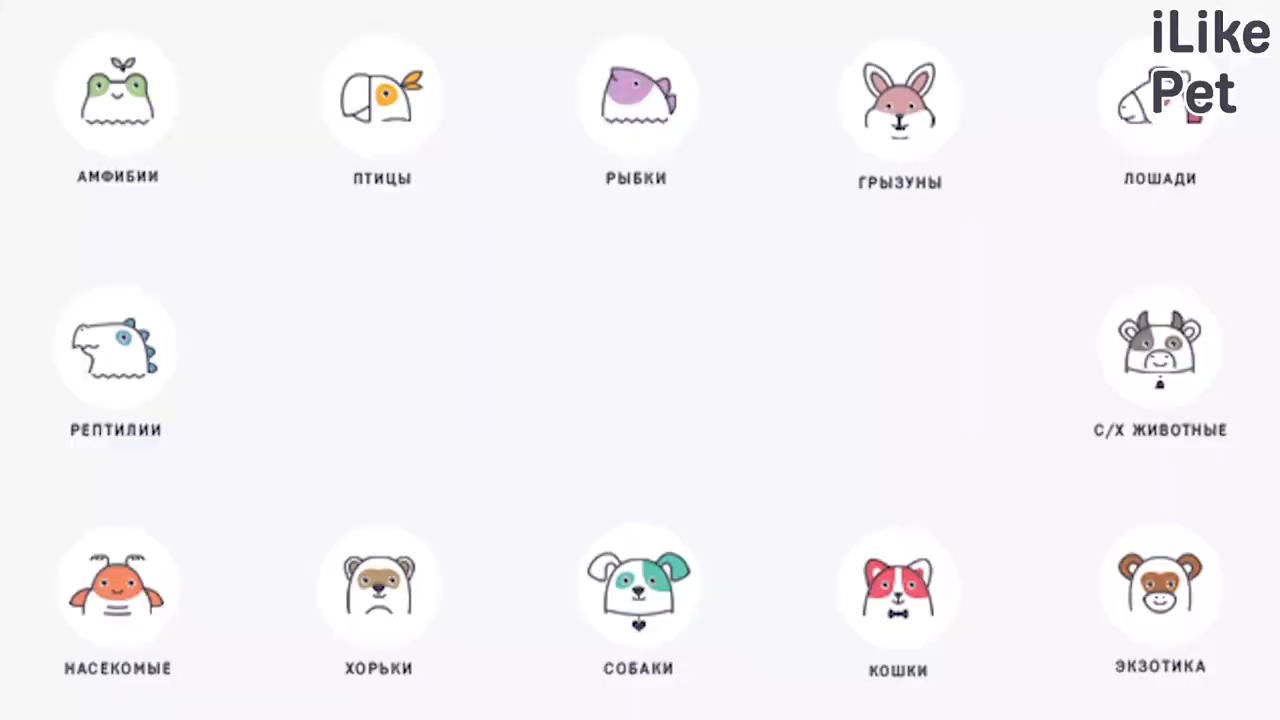 iLike
Pet
АМФИБИИ
ПТИЦЫ
РЫБКИ
ГРЫЗУНЫ
ЛОШАДИ
РЕПТИЛИИ
С/Х ЖИВОТНЫЕ
НАСЕКОМЫЕ
ХОРЬКИ
СОБАКИ
КОШКИ
ЭКЗОТИКА